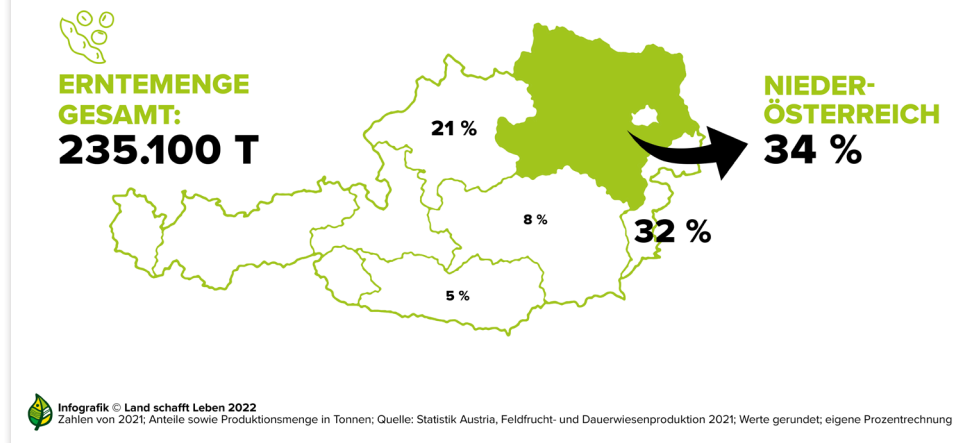 ERNTEMENGE
GESAMT:
235.100 T
21 %
NIEDER-
ÖSTERREICH
34 %
8 %
32 %
5 %
Infografik © Land schafft Leben 2022
Zahlen von 2021; Anteile sowie Produktionsmenge in Tonnen; Quelle: Statistik Austria, Feldfrucht- und Dauerwiesenproduktion 2021; Werte gerundet; eigene Prozentrechnung